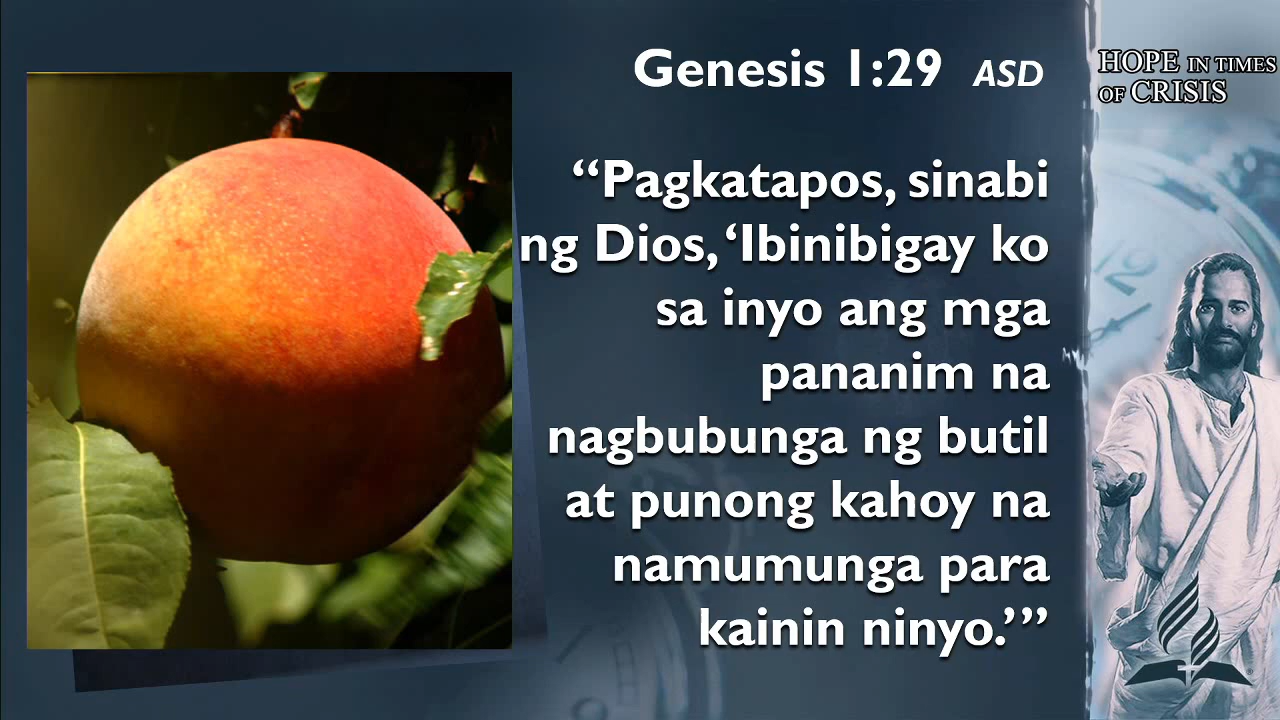 Genesis 1:29 ASD
HOPE IN TIMES
OF CRISIS
“Pagkatapos, sinabi
ng Dios, ‘Ibinibigay ko
sa inyo ang mga
pananim na
nagbubunga ng butil
at punong kahoy na
namumunga para
kainin ninyo.’”